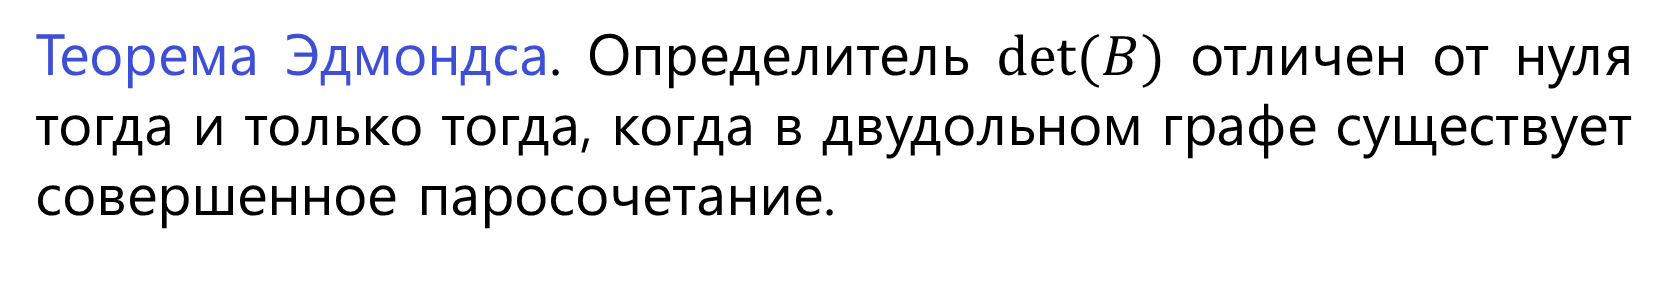 Теорема Эдмондса. Определитель det(B) отличен от нуля
тогда и только тогда, когда в двудольном графе существует
совершенное паросочетание.